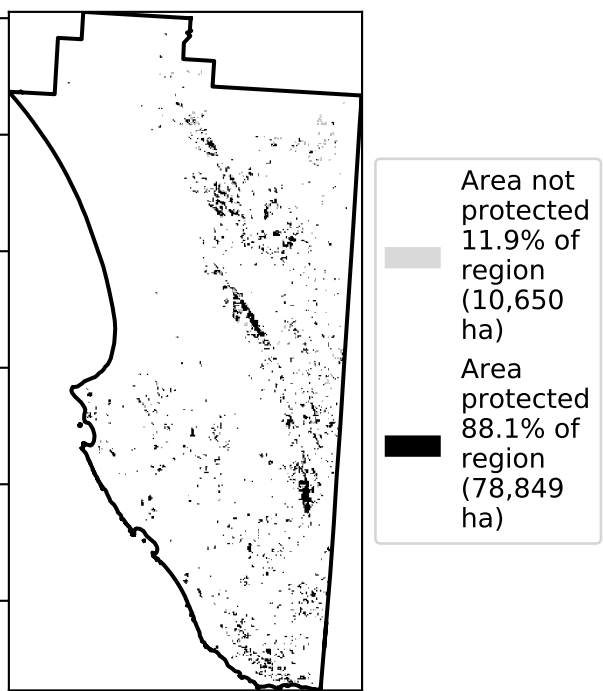 Area not
protected
11.9% of
region
(10,650
ha)
Area
protected
88.1% of
region
(78,849
ha)